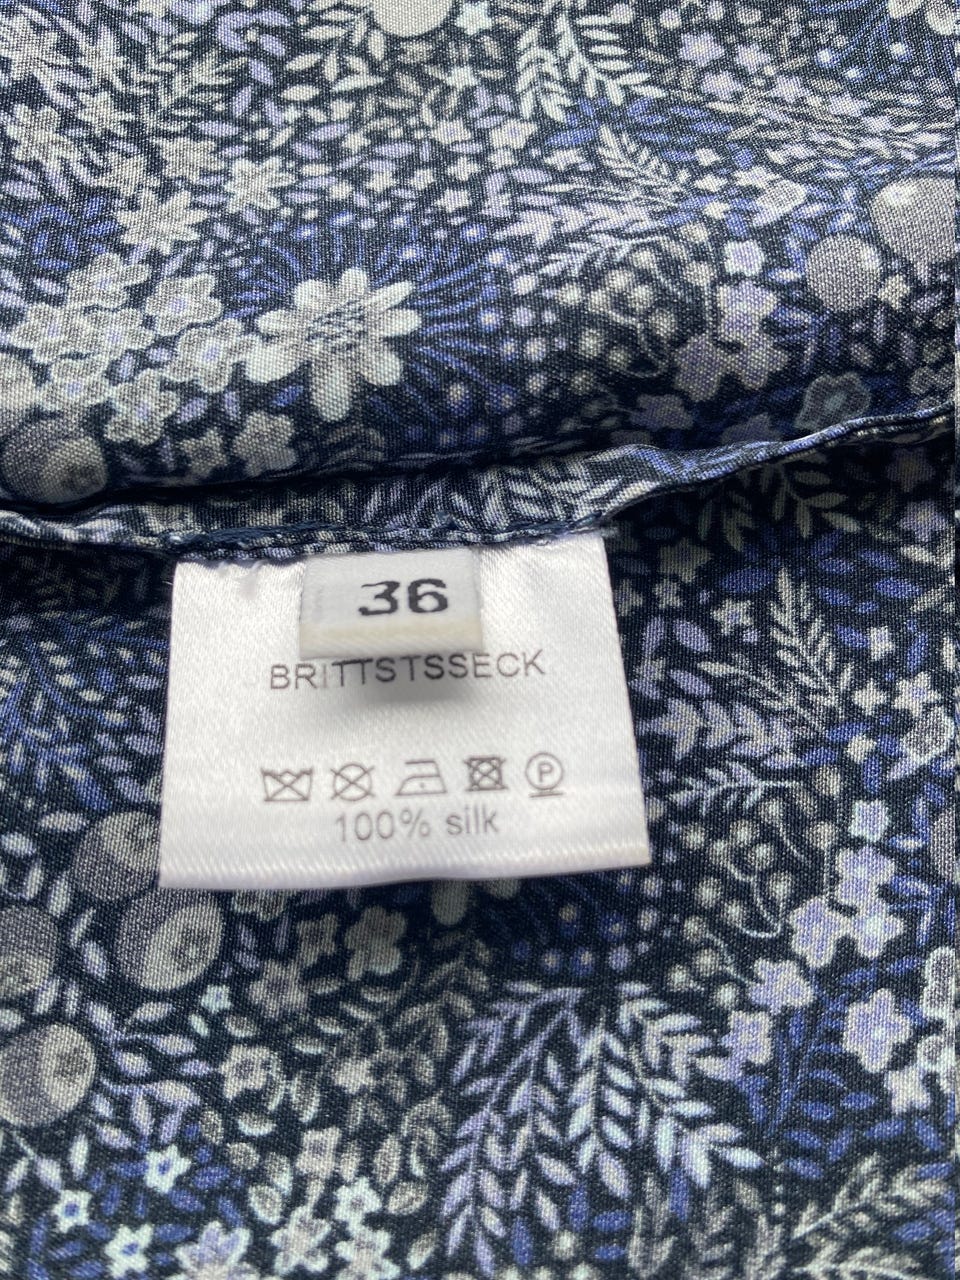 36
BRITTSTSSECK
P
100% silk